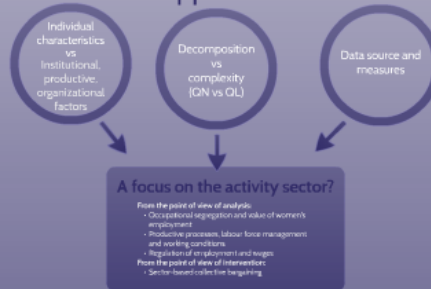 Individual
characteristics
vs
Institutional,
productive,
organizational
factors
Decomposition
vs
complexity
(QN vs QL)
Data source and
measures
A focus on the activity sector?
From the point of view of analysis:
• Occupational segregation and value of women's
employment
• Productive processes, labour force management
and working conditions
• Regulation of employment and wages
From the point of view of intervention:
• Sector-based collective bargaining